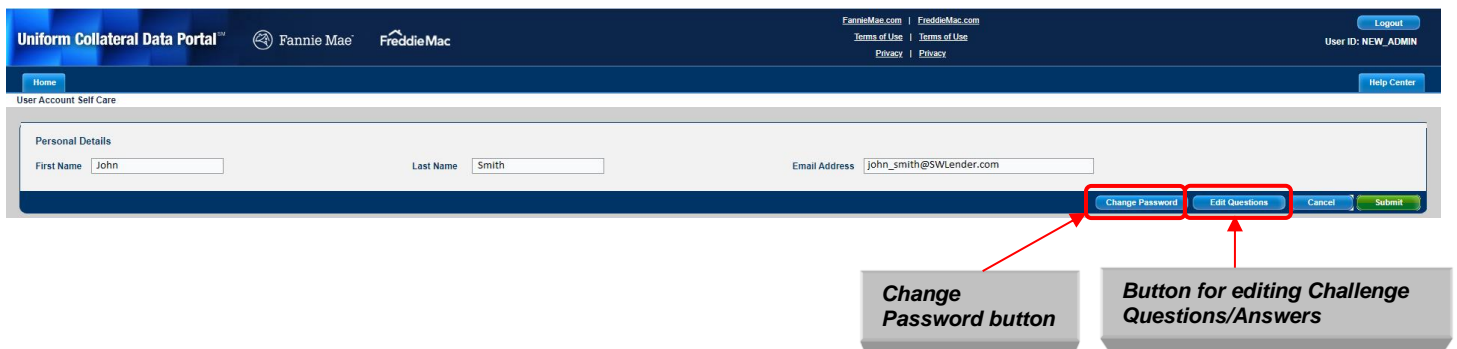 FannieMae.com | FreddieMac.com
Logout
Uniform Collateral Data Portal℠ Fannie Mae® Freddie Mac
Terms of Use | Terms of Use
User ID: NEW_ADMIN
Privacy | Privacy
Home
Help Center
User Account Self Care
Personal Details
First Name John Last Name Smith Email Address john_smith@SWLender.com
Change Password Edit Questions Cancel Submit
Change
Password button
Button for editing Challenge
Questions/Answers